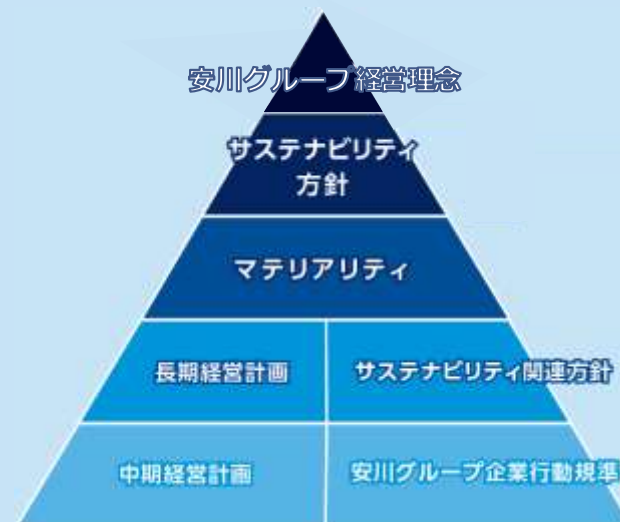 安川グループ経営理念
サステナビリティ
方針
マテリアリティ
長期経営計画
サステナビリティ関連方針
中期経営計画
安川グループ企業行動規準